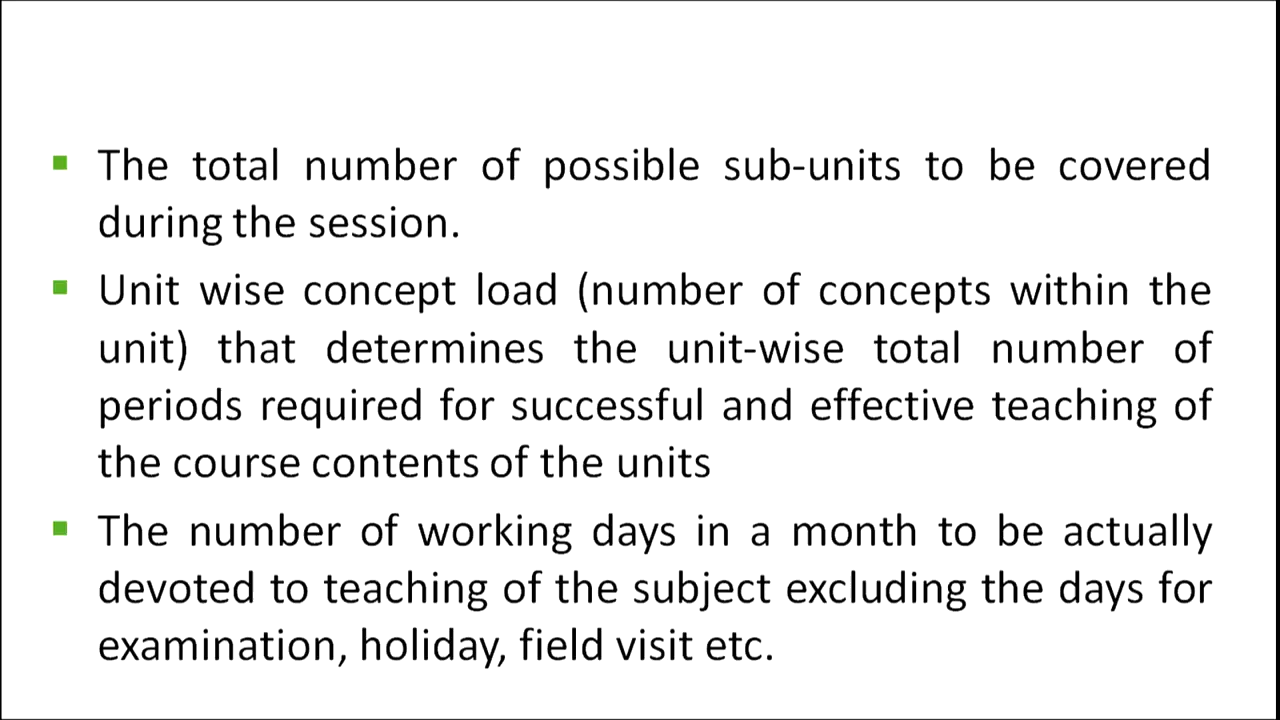 The total number of possible sub-units to be covered
during the session.
Unit wise concept load (number of concepts within the
unit) that determines the unit-wise total number of
periods required for successful and effective teaching of
the course contents of the units
The number of working days in a month to be actually
devoted to teaching of the subject excluding the days for
examination, holiday, field visit etc.